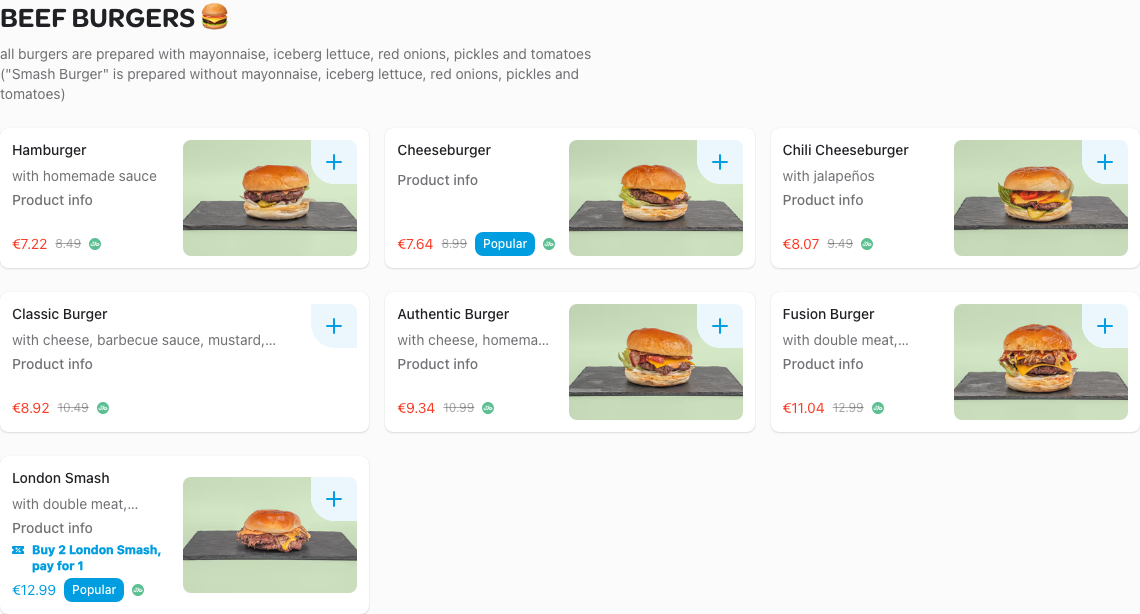 BEEF BURGERS 🍔
all burgers are prepared with mayonnaise, iceberg lettuce, red onions, pickles and tomatoes
("Smash Burger" is prepared without mayonnaise, iceberg lettuce, red onions, pickles and
tomatoes)
Hamburger
with homemade sauce
Product info
€7.22 8.49
Cheeseburger
Product info
€7.64 8.99 Popular
Chili Cheeseburger
with jalapeños
Product info
€8.07 9.49
Classic Burger
with cheese, barbecue sauce, mustard,...
Product info
€8.92 10.49
Authentic Burger
with cheese, homema...
Product info
€9.34 10.99
Fusion Burger
with double meat,...
Product info
€11.04 12.99
London Smash
with double meat,...
Product info
Buy 2 London Smash,
pay for 1
€12.99 Popular